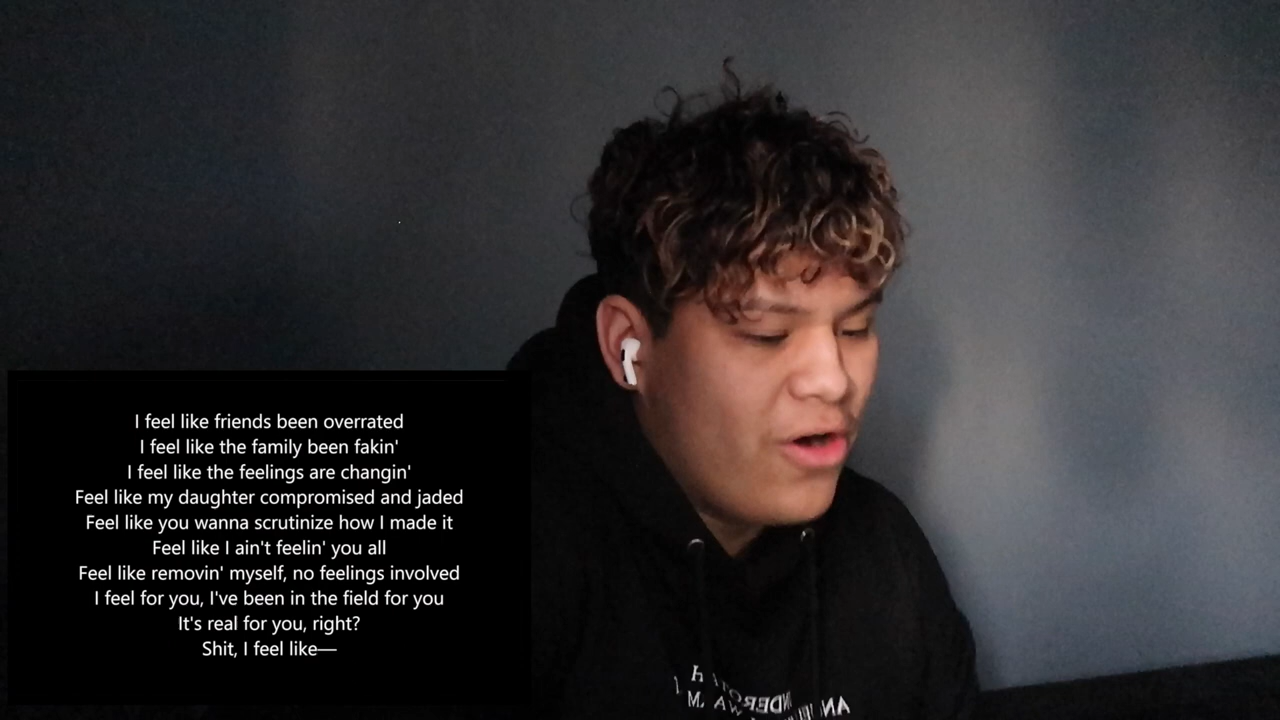 I feel like friends been overrated
I feel like the family been fakin'
I feel like the feelings are changin'
Feel like my daughter compromised and jaded
Feel like you wanna scrutinize how I made it
Feel like I ain't feelin' you all
Feel like removin' myself, no feelings involved
I feel for you, I've been in the field for you
It's real for you, right?
Shit, I feel like—